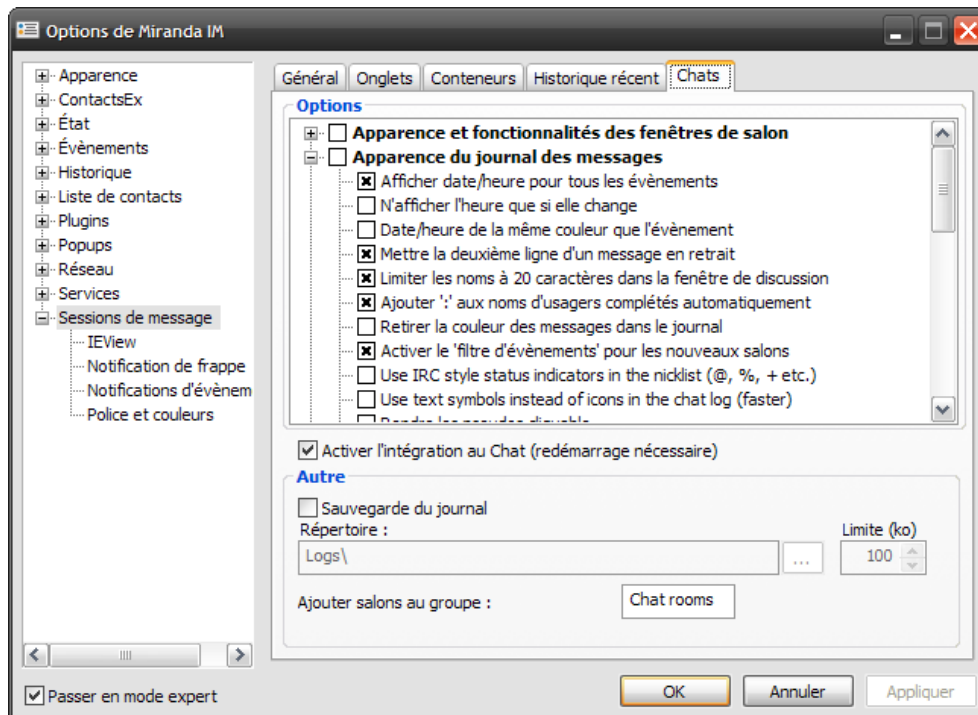 Options de Miranda IM
Apparence
ContactsEx
État
Évènements
Historique
Liste de contacts
Plugins
Popups
Réseau
Services
Sessions de message
IEView
Notification de frappe
Notifications d'évènem
Police et couleurs
Passer en mode expert
Général Onglets Conteneurs Historique récent Chats
Options
Apparence et fonctionnalités des fenêtres de salon
Apparence du journal des messages
Afficher date/heure pour tous les évènements
N'afficher l'heure que si elle change
Date/heure de la même couleur que l'évènement
Mettre la deuxième ligne d'un message en retrait
Limiter les noms à 20 caractères dans la fenêtre de discussion
Ajouter ':' aux noms d'usagers complétés automatiquement
Retirer la couleur des messages dans le journal
Activer le 'filtre d'évènements' pour les nouveaux salons
Use IRC style status indicators in the nicklist (@, %, + etc.)
Use text symbols instead of icons in the chat log (faster)
Activer l'intégration au Chat (redémarrage nécessaire)
Autre
Sauvegarde du journal
Répertoire : Limite (ko)
Logs\ ... 100
Ajouter salons au groupe : Chat rooms
OK Annuler Appliquer